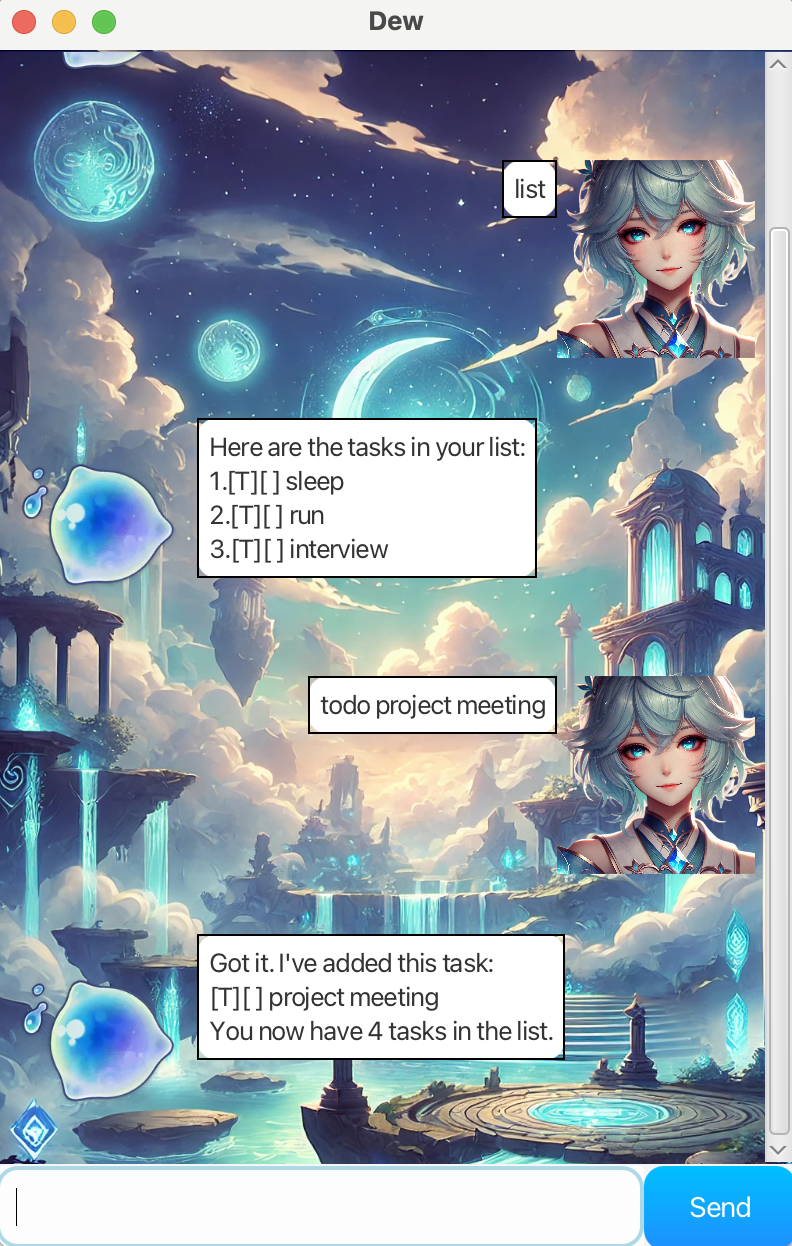 Dew
list
Here are the tasks in your list:
1.[T][ ] sleep
2.[T][ ] run
3.[T][ ] interview
todo project meeting
Got it. I've added this task:
[T][ ] project meeting
You now have 4 tasks in the list.
Send